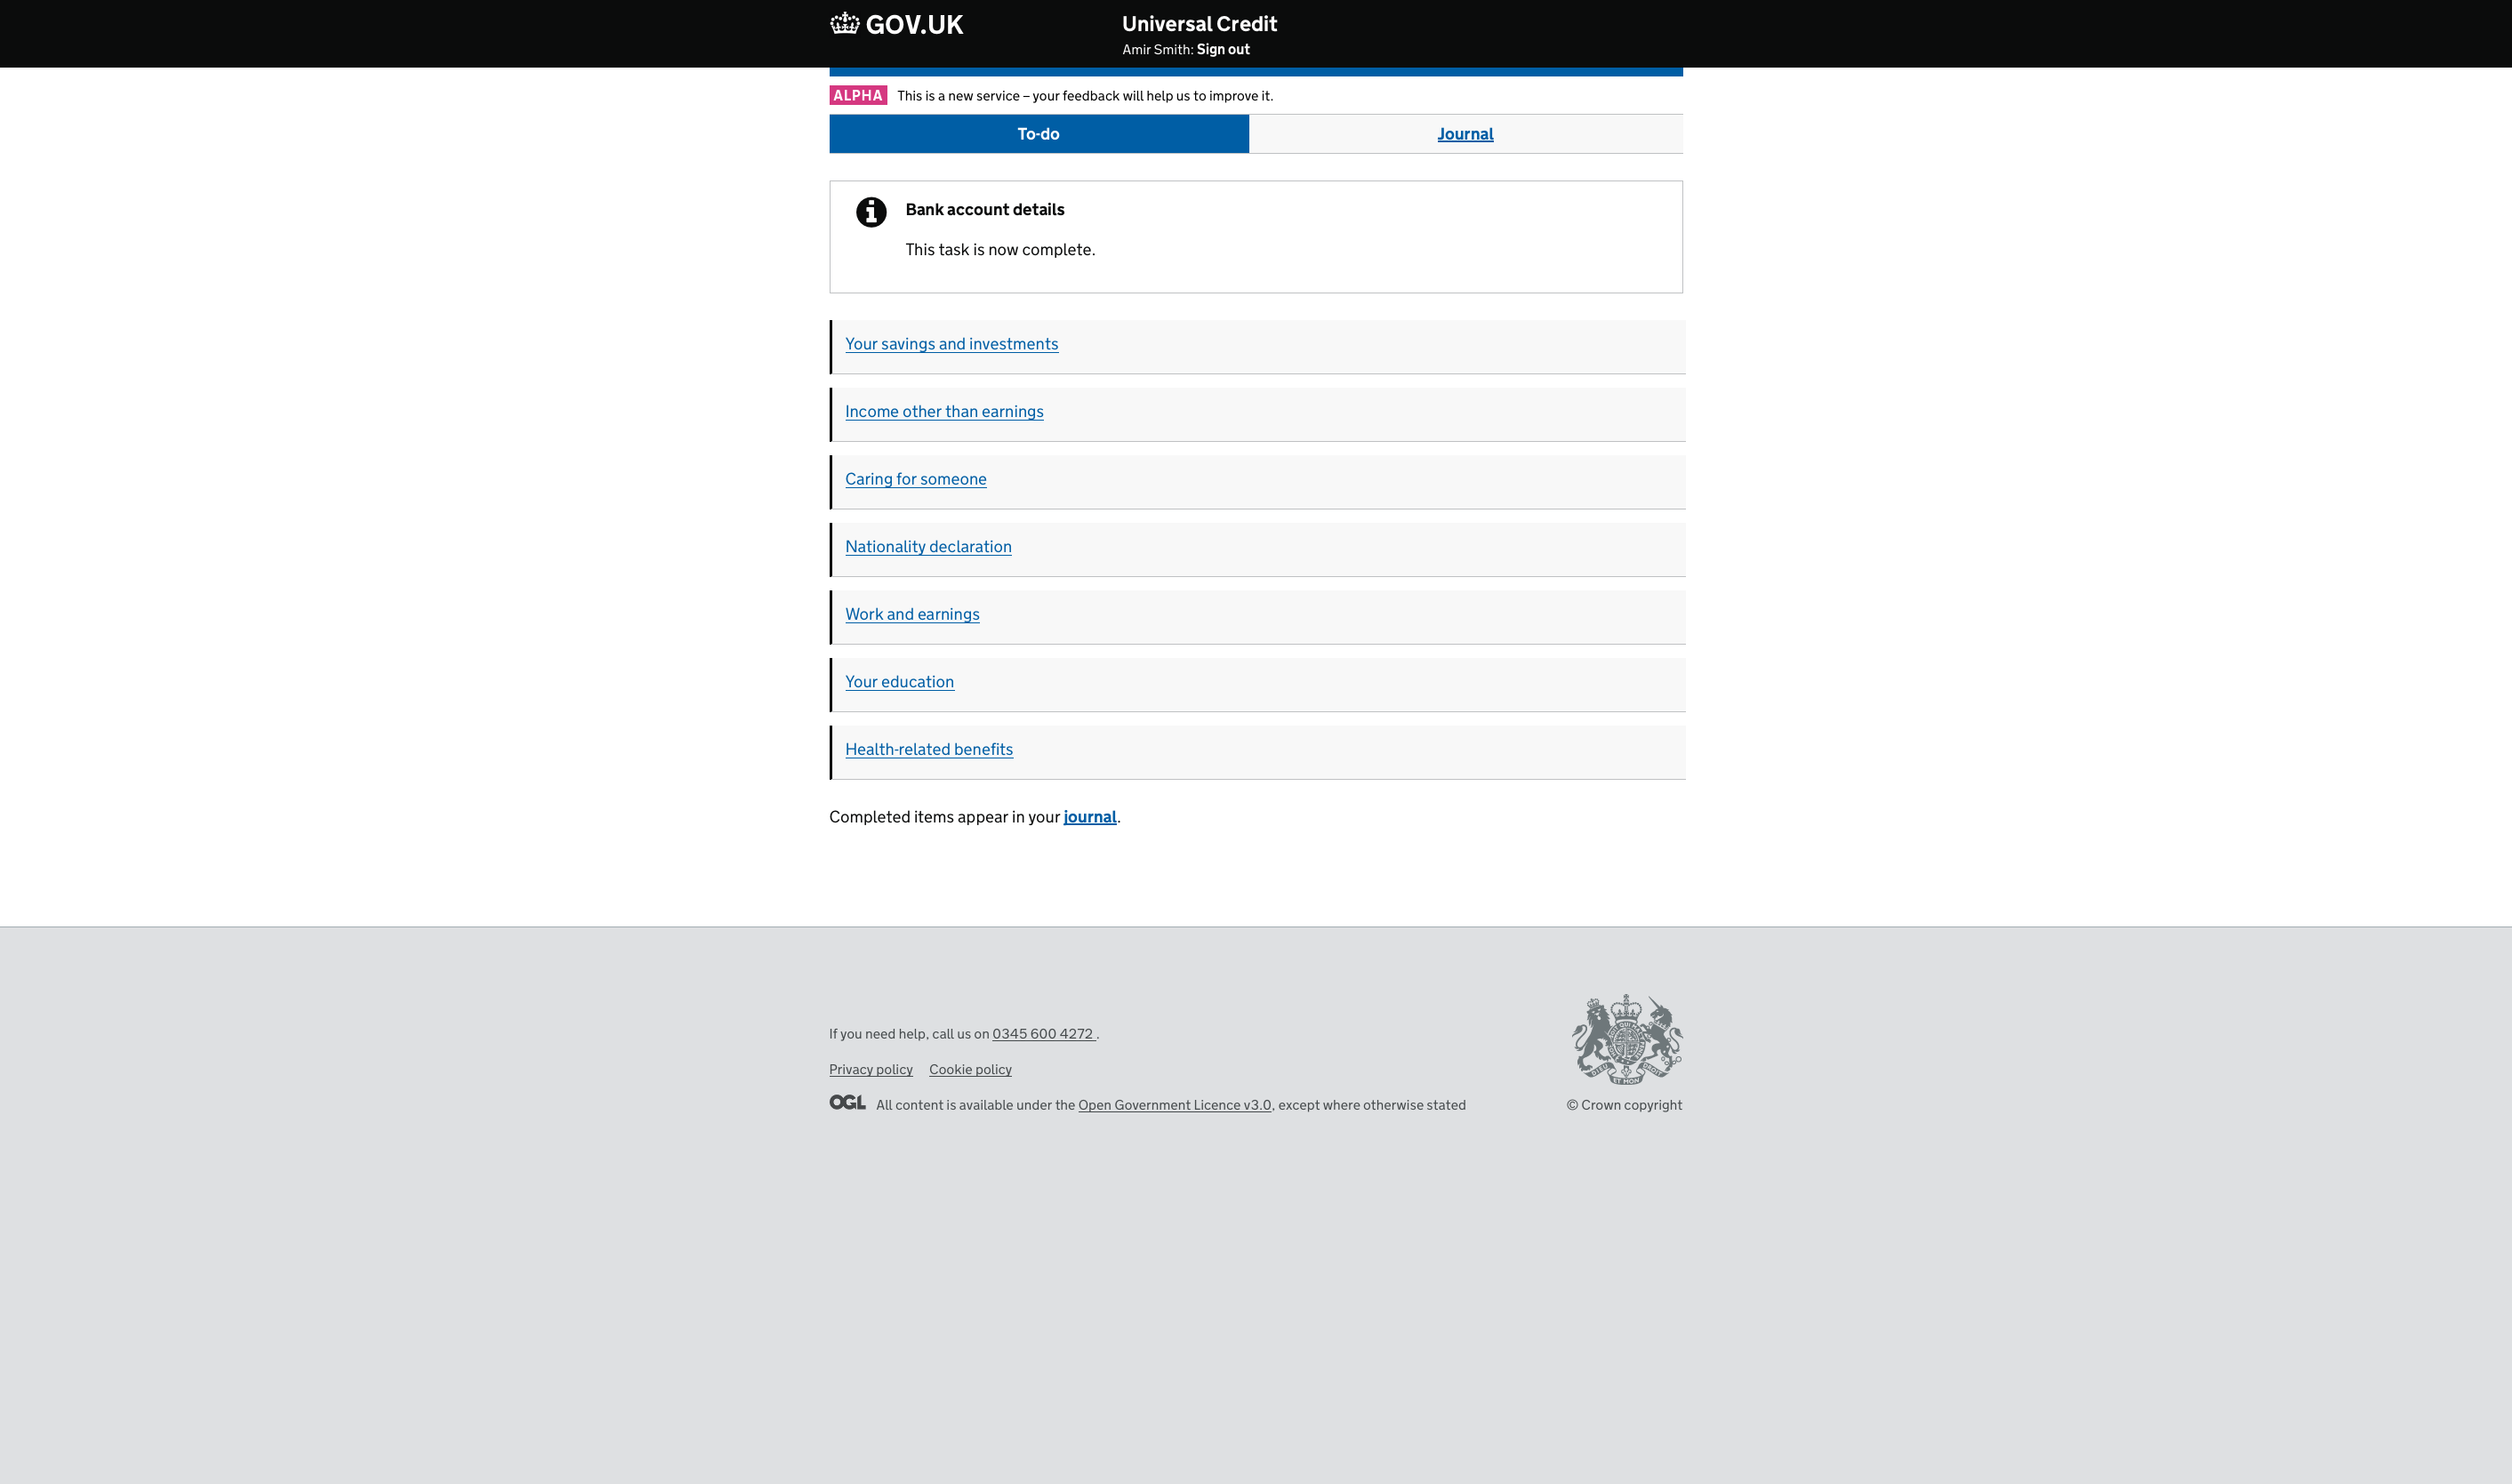 GOV.UK
Universal Credit
Amir Smith: Sign out
ALPHA This is a new service – your feedback will help us to improve it.
To-do
Journal
Bank account details
This task is now complete.
Your savings and investments
Income other than earnings
Caring for someone
Nationality declaration
Work and earnings
Your education
Health-related benefits
Completed items appear in your journal.
If you need help, call us on 0345 600 4272 .
Privacy policy Cookie policy
OGL All content is available under the Open Government Licence v3.0, except where otherwise stated
© Crown copyright